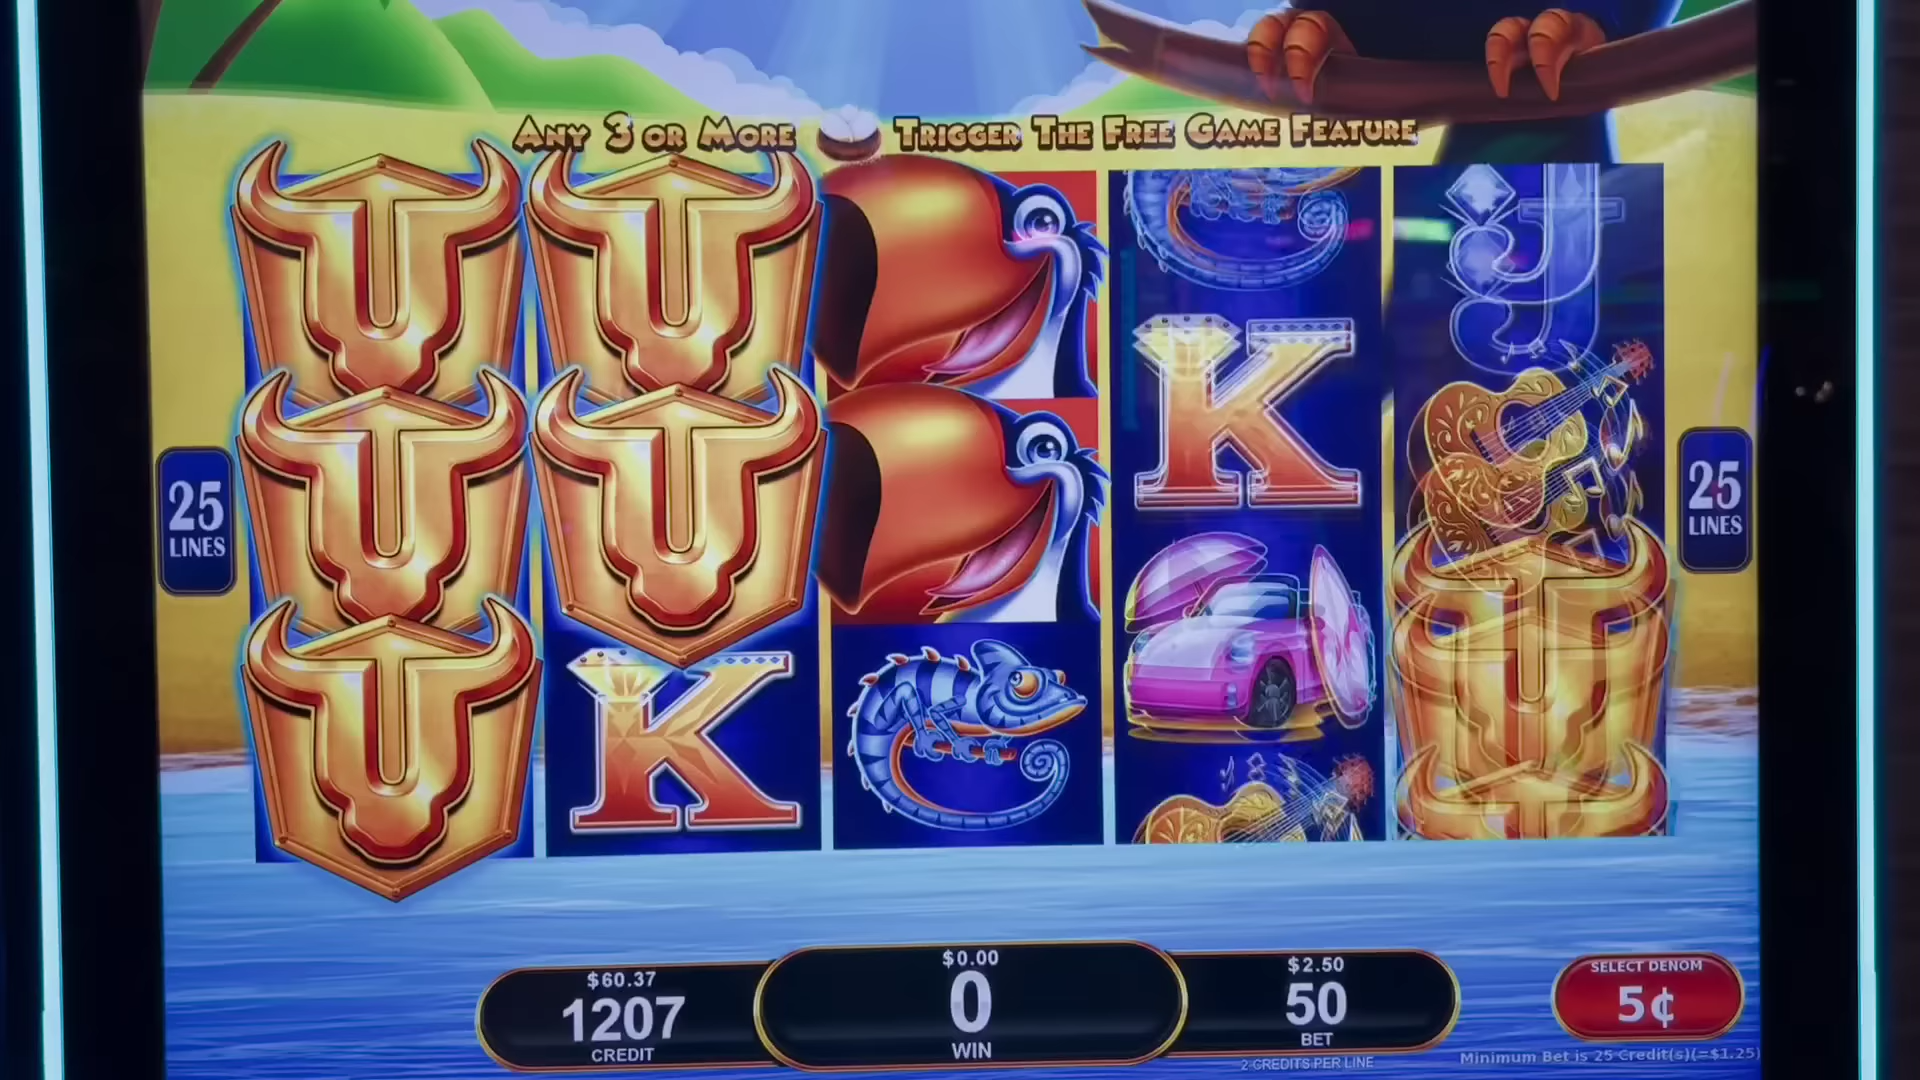 ANY 3 OR MORE TRIGGER THE FREE GAME FEATURE
J
K
25
LINES
25
LINES
K
$60.37
1207
CREDIT
$0.00
0
WIN
$2.50
50
BET
2 CREDITS PER LINE
SELECT DENOM
5¢
Minimum Bet is 25 Credit(s)(=$1.25)